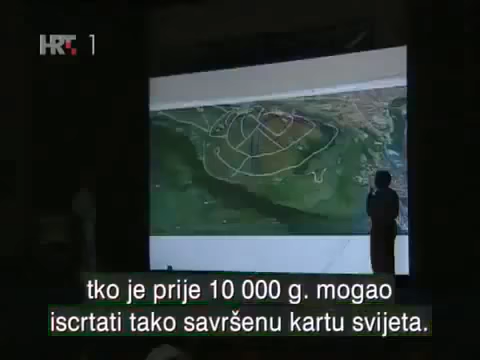 HRT 1
tko je prije 10 000 g. mogao
iscrtati tako savršenu kartu svijeta.